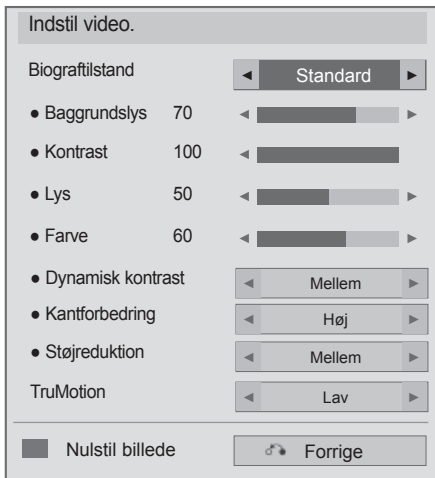 Indstil video.
Biograftilstand Standard
● Baggrundslys 70
● Kontrast 100
● Lys 50
● Farve 60
● Dynamisk kontrast Mellem
● Kantforbedring Høj
● Støjreduktion Mellem
TruMotion Lav
Nulstil billede Forrige